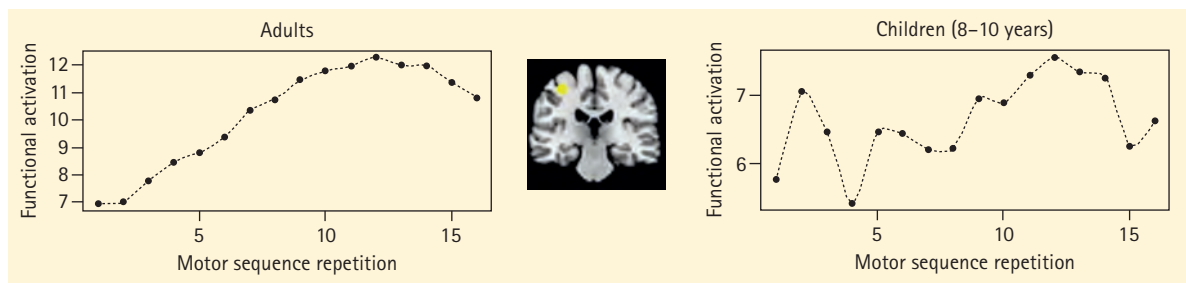 Adults
Functional activation
12
11
10
9
8
7
5
10
15
Motor sequence repetition
Children (8–10 years)
Functional activation
7
6
5
10
15
Motor sequence repetition